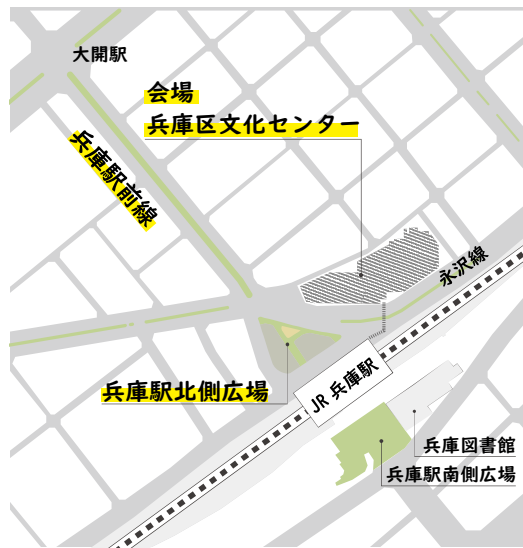 大開駅
会場
兵庫区文化センター
兵庫駅前線
永沢線
兵庫駅北側広場
JR 兵庫駅
兵庫図書館
兵庫駅南側広場